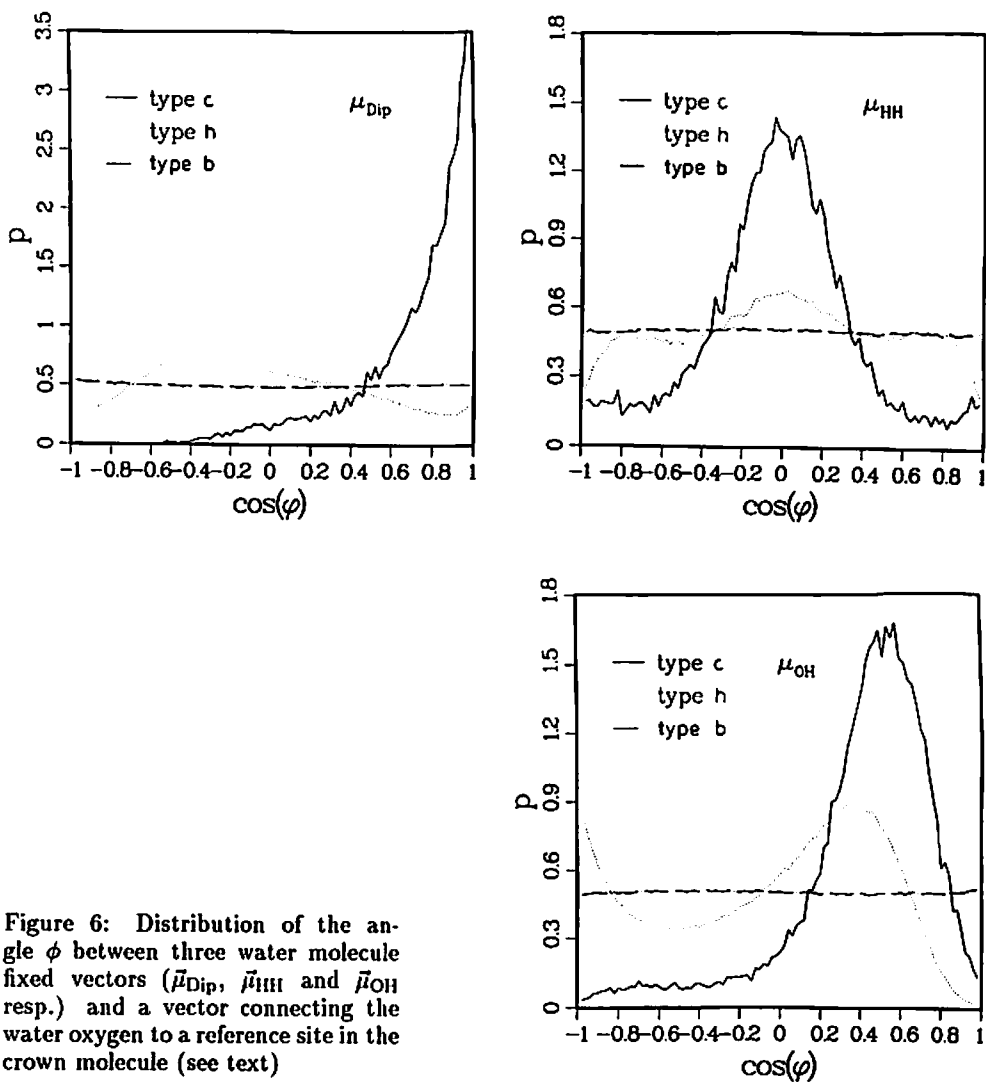 3.5
3
2.5
2
1.5
1
0.5
0
p
type c
type h
type b
μDip
-1 -0.8 -0.6 -0.4 -0.2 0 0.2 0.4 0.6 0.8 1
cos(φ)
1.8
1.5
1.2
0.9
0.6
0.3
0
p
type c
type h
type b
μHH
-1 -0.8 -0.6 -0.4 -0.2 0 0.2 0.4 0.6 0.8 1
cos(φ)
1.8
1.5
1.2
0.9
0.6
0.3
0
p
type c
type h
type b
μOH
-1 -0.8 -0.6 -0.4 -0.2 0 0.2 0.4 0.6 0.8 1
cos(φ)
Figure 6: Distribution of the an-
gle ϕ between three water molecule
fixed vectors (μ⃗Dip, μ⃗HH and μ⃗OH
resp.) and a vector connecting the
water oxygen to a reference site in the
crown molecule (see text)